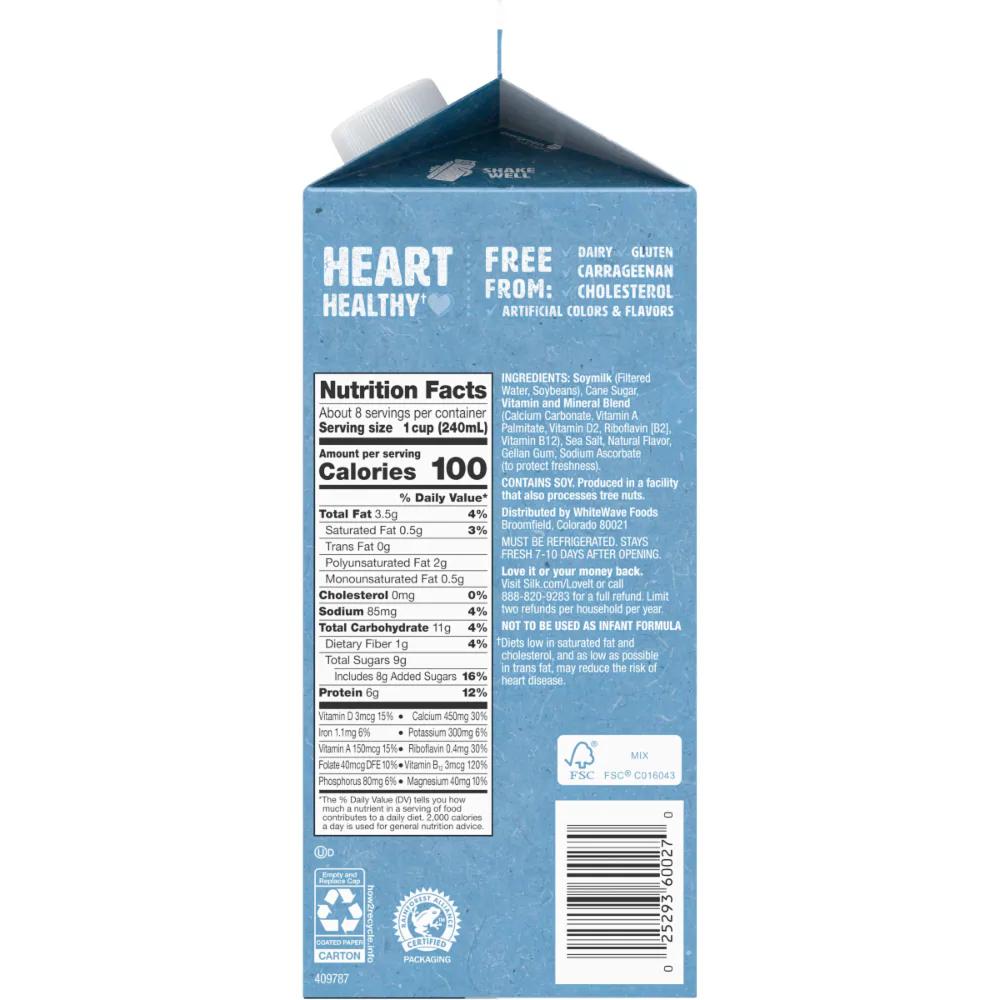 SHAKE
WELL
HEART
HEALTHY†
FREE
FROM:
DAIRY GLUTEN
CARRAGEENAN
CHOLESTEROL
ARTIFICIAL COLORS & FLAVORS
Nutrition Facts
About 8 servings per container
Serving size 1 cup (240mL)
Amount per serving
Calories 100
% Daily Value*
Total Fat 3.5g 4%
Saturated Fat 0.5g 3%
Trans Fat 0g
Polyunsaturated Fat 2g
Monounsaturated Fat 0.5g
Cholesterol 0mg 0%
Sodium 85mg 4%
Total Carbohydrate 11g 4%
Dietary Fiber 1g 4%
Total Sugars 9g
Includes 8g Added Sugars 16%
Protein 6g 12%
Vitamin D 3mcg 15% • Calcium 450mg 30%
Iron 1.1mg 6% • Potassium 300mg 6%
Vitamin A 150mcg 15% • Riboflavin 0.4mg 30%
Folate 40mcg DFE 10% • Vitamin B12 3mcg 120%
Phosphorus 80mg 6% • Magnesium 40mg 10%
*The % Daily Value (DV) tells you how
much a nutrient in a serving of food
contributes to a daily diet. 2,000 calories
a day is used for general nutrition advice.
INGREDIENTS: Soymilk (Filtered
Water, Soybeans), Cane Sugar,
Vitamin and Mineral Blend
(Calcium Carbonate, Vitamin A
Palmitate, Vitamin D2, Riboflavin [B2],
Vitamin B12), Sea Salt, Natural Flavor,
Gellan Gum, Sodium Ascorbate
(to protect freshness).
CONTAINS SOY. Produced in a facility
that also processes tree nuts.
Distributed by WhiteWave Foods
Broomfield, Colorado 80021
MUST BE REFRIGERATED. STAYS
FRESH 7-10 DAYS AFTER OPENING.
Love it or your money back.
Visit Silk.com/LoveIt or call
888-820-9283 for a full refund. Limit
two refunds per household per year.
NOT TO BE USED AS INFANT FORMULA
†Diets low in saturated fat and
cholesterol, and as low as possible
in trans fat, may reduce the risk of
heart disease.
FSC®
MIX
FSC® C016043
UD
Empty and
Replace Cap
COATED PAPER
CARTON
how2recycle.info
RAINFOREST ALLIANCE
TM
CERTIFIED
PACKAGING
409787
0 25293 60027 0